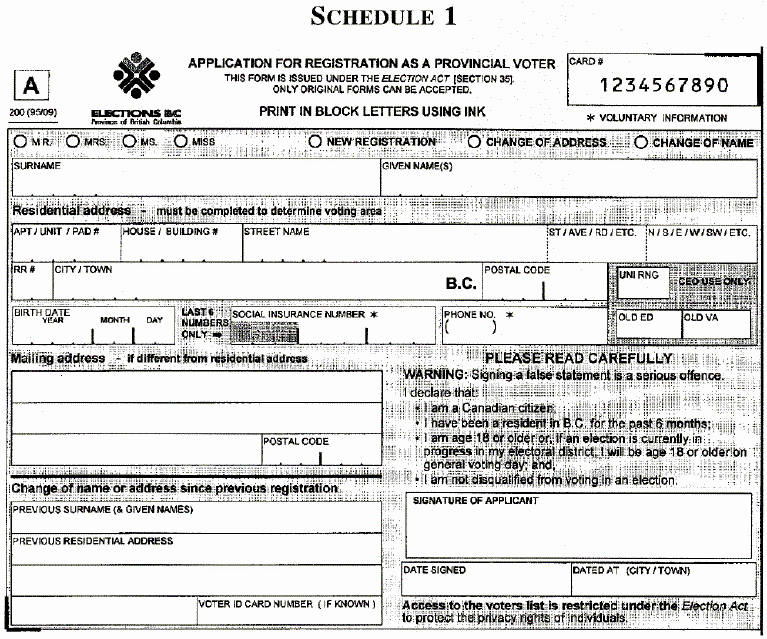 SCHEDULE 1
A
200 (95/09)
ELECTIONS BC
Province of British Columbia
APPLICATION FOR REGISTRATION AS A PROVINCIAL VOTER
THIS FORM IS ISSUED UNDER THE ELECTION ACT [SECTION 35].
ONLY ORIGINAL FORMS CAN BE ACCEPTED.
PRINT IN BLOCK LETTERS USING INK
CARD #
1234567890
* VOLUNTARY INFORMATION
MR. MRS. MS. MISS NEW REGISTRATION CHANGE OF ADDRESS CHANGE OF NAME
SURNAME GIVEN NAME(S)
Residential address - must be completed to determine voting area
APT / UNIT / PAD # HOUSE / BUILDING # STREET NAME ST / AVE / RD / ETC. N / S / E / W / SW / ETC.
RR # CITY / TOWN B.C. POSTAL CODE UNI RNG CEO USE ONLY
BIRTH DATE
YEAR MONTH DAY
LAST 6
NUMBERS
ONLY
SOCIAL INSURANCE NUMBER *
PHONE NO. *
( )
OLD ED OLD VA
Mailing address - if different from residential address
POSTAL CODE
Change of name or address since previous registration
PREVIOUS SURNAME (& GIVEN NAMES)
PREVIOUS RESIDENTIAL ADDRESS
VOTER ID CARD NUMBER ( IF KNOWN )
PLEASE READ CAREFULLY
WARNING: Signing a false statement is a serious offence.
I declare that:
• I am a Canadian citizen;
• I have been a resident in B.C. for the past 6 months;
• I am age 18 or older or, if an election is currently in
progress in my electoral district, I will be age 18 or older on
general voting day; and,
• I am not disqualified from voting in an election.
SIGNATURE OF APPLICANT
DATE SIGNED DATED AT (CITY / TOWN)
Access to the voters list is restricted under the Election Act
to protect the privacy rights of individuals.